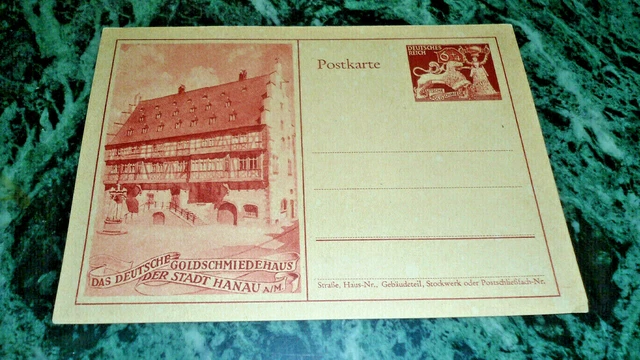 DEUTSCHES
REICH
Postkarte
DAS DEUTSCHE GOLDSCHMIEDEHAUS
DER STADT HANAU A/M
Straße, Haus-Nr., Gebäudeteil, Stockwerk oder Postschließfach-Nr.